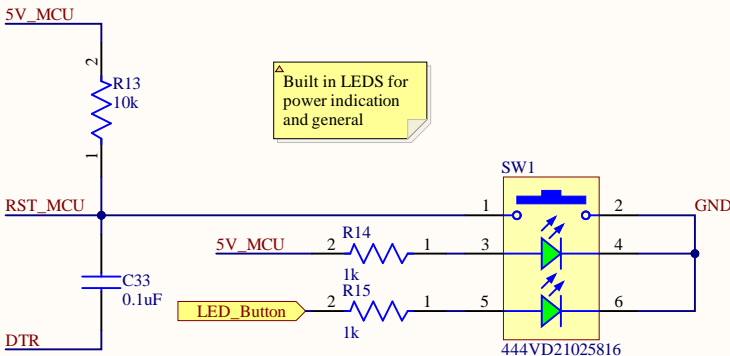 5V_MCU
2
R13
10k
1
Built in LEDS for
power indication
and general
SW1
RST_MCU
1
2
GND
R14
5V_MCU
2
1
3
4
1k
C33
0.1uF
R15
LED_Button
2
1
5
6
1k
DTR
444VD21025816